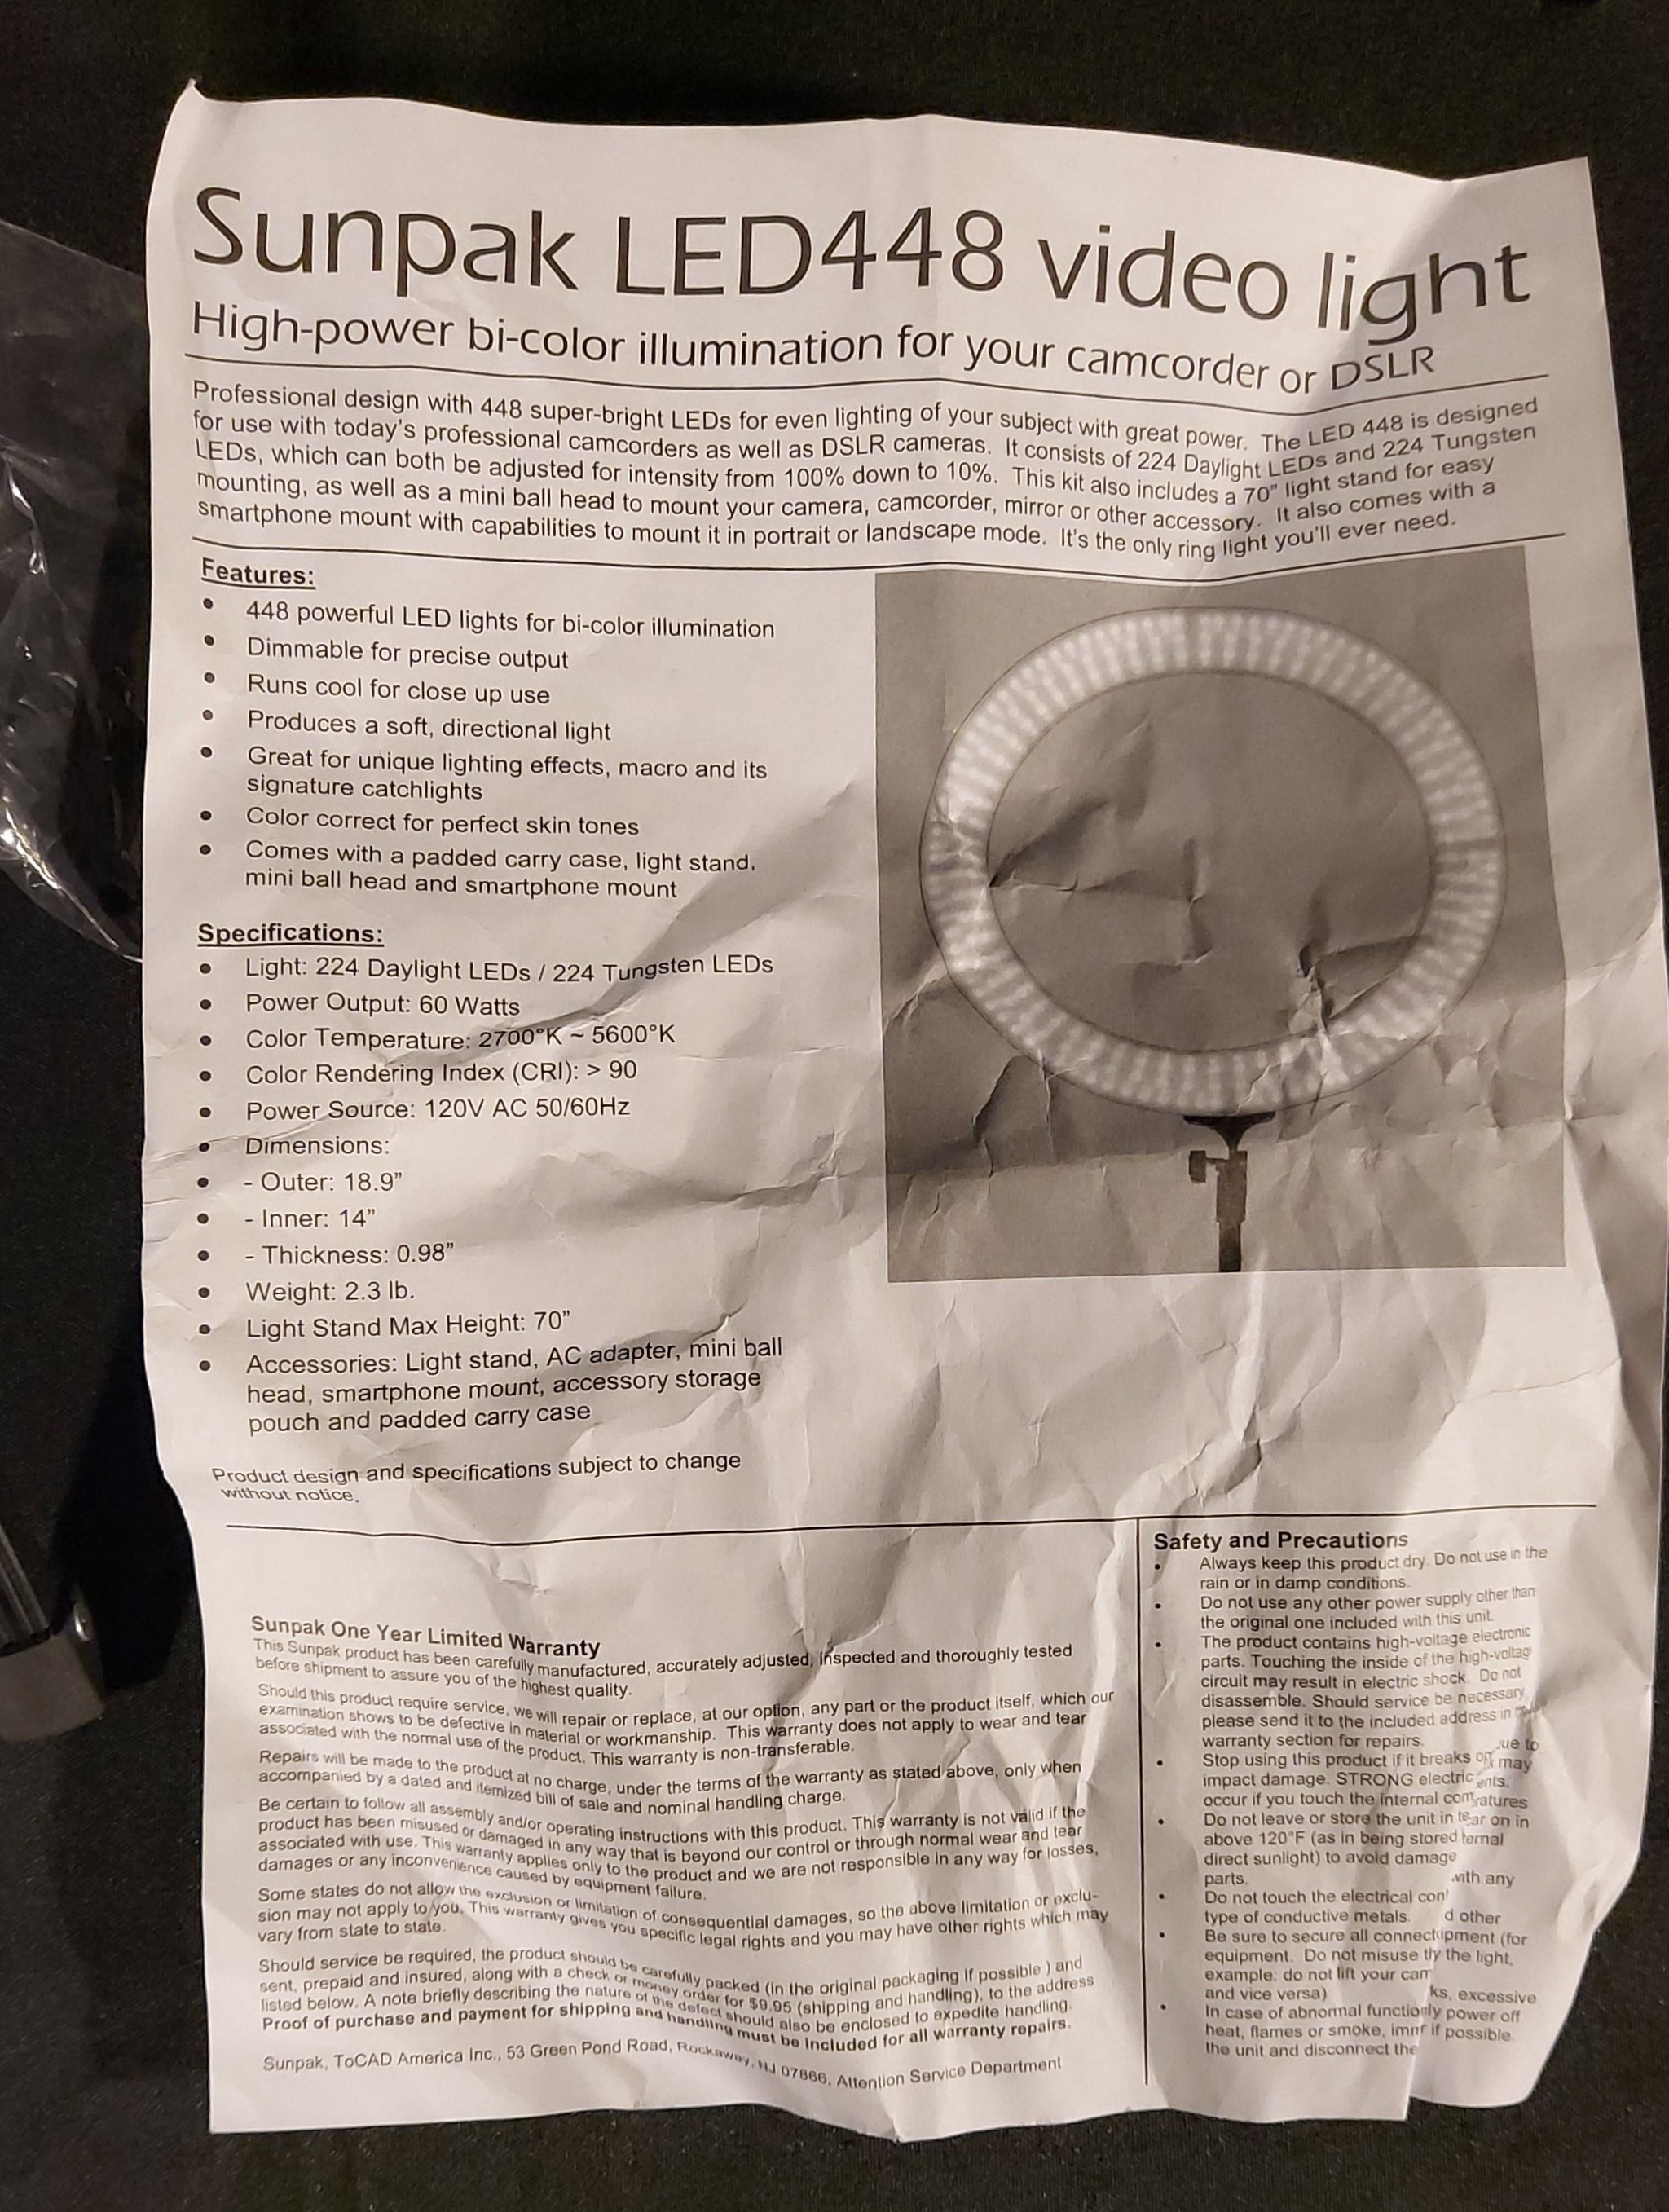 Sunpak LED448 video light
High-power bi-color illumination for your camcorder or DSLR
Professional design with 448 super-bright LEDs for even lighting of your subject with great power. The LED 448 is designed
for use with today's professional camcorders as well as DSLR cameras. It consists of 224 Daylight LEDs and 224 Tungsten
LEDs, which can both be adjusted for intensity from 100% down to 10%. This kit also includes a 70" light stand for easy
mounting, as well as a mini ball head to mount your camera, camcorder, mirror or other accessory. It also comes with a
smartphone mount with capabilities to mount it in portrait or landscape mode. It's the only ring light you'll ever need.
Features:
• 448 powerful LED lights for bi-color illumination
• Dimmable for precise output
• Runs cool for close up use
• Produces a soft, directional light
• Great for unique lighting effects, macro and its
signature catchlights
• Color correct for perfect skin tones
• Comes with a padded carry case, light stand,
mini ball head and smartphone mount
Specifications:
• Light: 224 Daylight LEDs / 224 Tungsten LEDs
• Power Output: 60 Watts
• Color Temperature: 2700°K ~ 5600°K
• Color Rendering Index (CRI): > 90
• Power Source: 120V AC 50/60Hz
• Dimensions:
• - Outer: 18.9”
• - Inner: 14”
• - Thickness: 0.98”
• Weight: 2.3 lb.
• Light Stand Max Height: 70”
• Accessories: Light stand, AC adapter, mini ball
head, smartphone mount, accessory storage
pouch and padded carry case
Product design and specifications subject to change
without notice.
Sunpak One Year Limited Warranty
This Sunpak product has been carefully manufactured, accurately adjusted, inspected and thoroughly tested
before shipment to assure you of the highest quality.
Should this product require service, we will repair or replace, at our option, any part or the product itself, which our
examination shows to be defective in material or workmanship. This warranty does not apply to wear and tear
associated with the normal use of the product. This warranty is non-transferable.
Repairs will be made to the product at no charge, under the terms of the warranty as stated above, only when
accompanied by a dated and itemized bill of sale and nominal handling charge.
Be certain to follow all assembly and/or operating instructions with this product. This warranty is not valid if the
product has been misused or damaged in any way that is beyond our control or through normal wear and tear
associated with use. This warranty applies only to the product and we are not responsible in any way for losses,
damages or any inconvenience caused by equipment failure.
Some states do not allow the exclusion or limitation of consequential damages, so the above limitation or exclu-
sion may not apply to you. This warranty gives you specific legal rights and you may have other rights which may
vary from state to state.
Should service be required, the product should be carefully packed (in the original packaging if possible ) and
sent, prepaid and insured, along with a check or money order for $9.95 (shipping and handling), to the address
listed below. A note briefly describing the nature of the defect should also be enclosed to expedite handling.
Proof of purchase and payment for shipping and handling must be included for all warranty repairs.
Sunpak, ToCAD America Inc., 53 Green Pond Road, Rockaway, NJ 07866, Attention Service Department
Safety and Precautions
• Always keep this product dry. Do not use in the
rain or in damp conditions.
• Do not use any other power supply other than
the original one included with this unit.
• The product contains high-voltage electronic
parts. Touching the inside of the high-voltag
circuit may result in electric shock. Do not
disassemble. Should service be necessary
please send it to the included address in
warranty section for repairs.
• Stop using this product if it breaks ue to
impact damage. STRONG electric may
occur if you touch the internal com ents.
• Do not leave or store the unit in te ratures
above 120°F (as in being stored ar on in
direct sunlight) to avoid damage ternal
parts.
• Do not touch the electrical con with any
type of conductive metals.
• Be sure to secure all connec d other
equipment. Do not misuse t ipment (for
example: do not lift your cam ly the light,
and vice versa)
• In case of abnormal function ks, excessive
heat, flames or smoke, imm ly power off
the unit and disconnect the if possible.